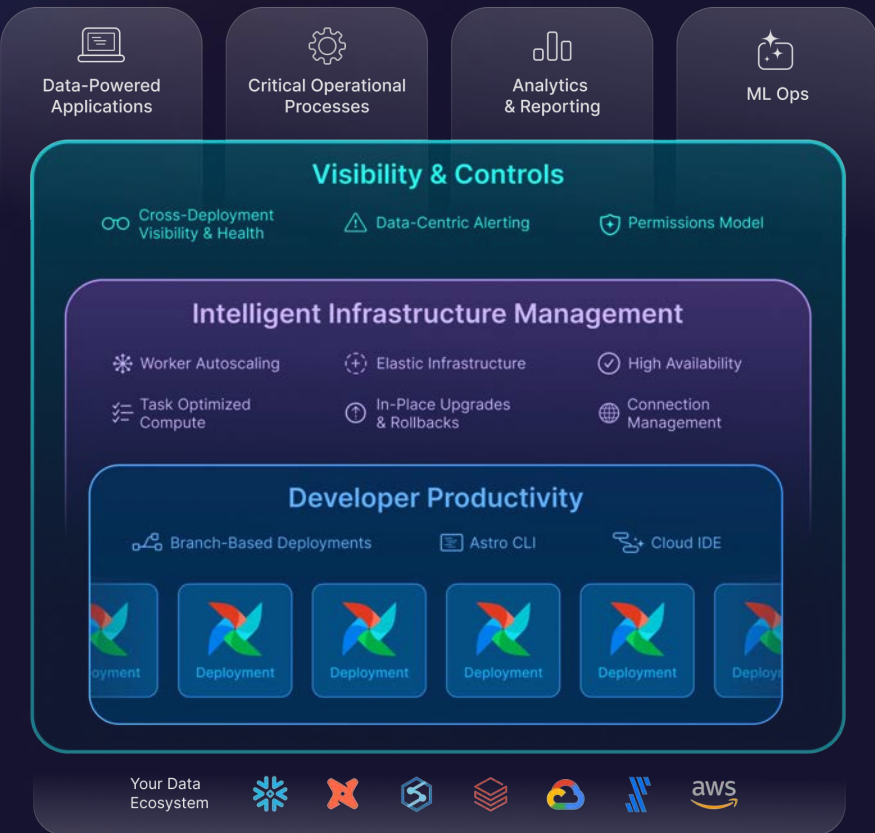 Data-Powered
Applications
Critical Operational
Processes
Analytics
& Reporting
ML Ops
Visibility & Controls
Cross-Deployment
Visibility & Health
Data-Centric Alerting
Permissions Model
Intelligent Infrastructure Management
Worker Autoscaling
Elastic Infrastructure
High Availability
Task Optimized
Compute
In-Place Upgrades
& Rollbacks
Connection
Management
Developer Productivity
Branch-Based Deployments
Astro CLI
Cloud IDE
oyment
Deployment
Deployment
Deployment
Deployment
Deploy
Your Data
Ecosystem
aws